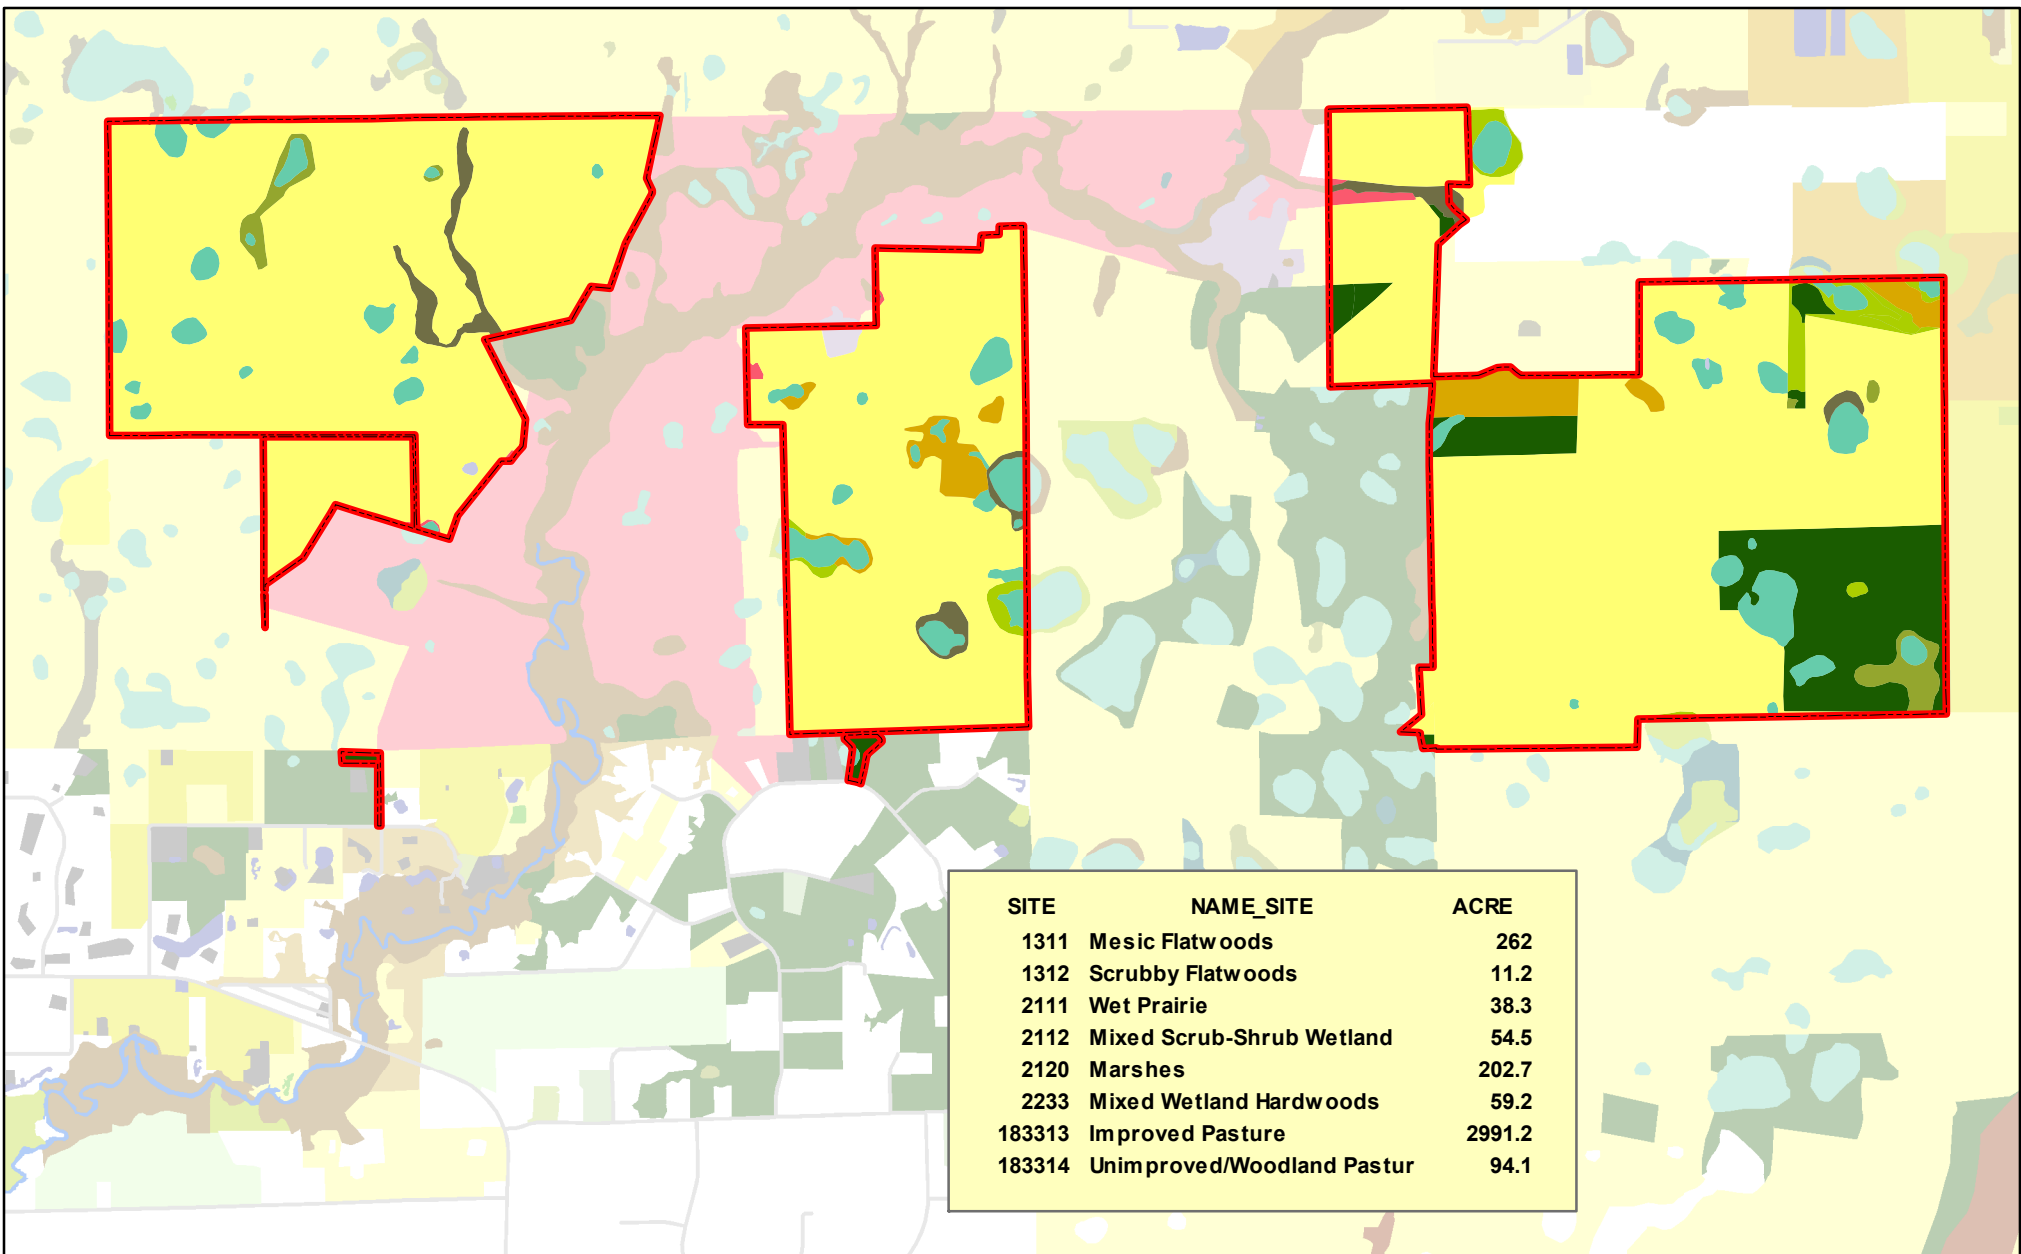 SITE NAME_SITE ACRE
1311 Mesic Flatwoods 262
1312 Scrubby Flatwoods 11.2
2111 Wet Prairie 38.3
2112 Mixed Scrub-Shrub Wetland 54.5
2120 Marshes 202.7
2233 Mixed Wetland Hardwoods 59.2
183313 Improved Pasture 2991.2
183314 Unimproved/Woodland Pastur 94.1